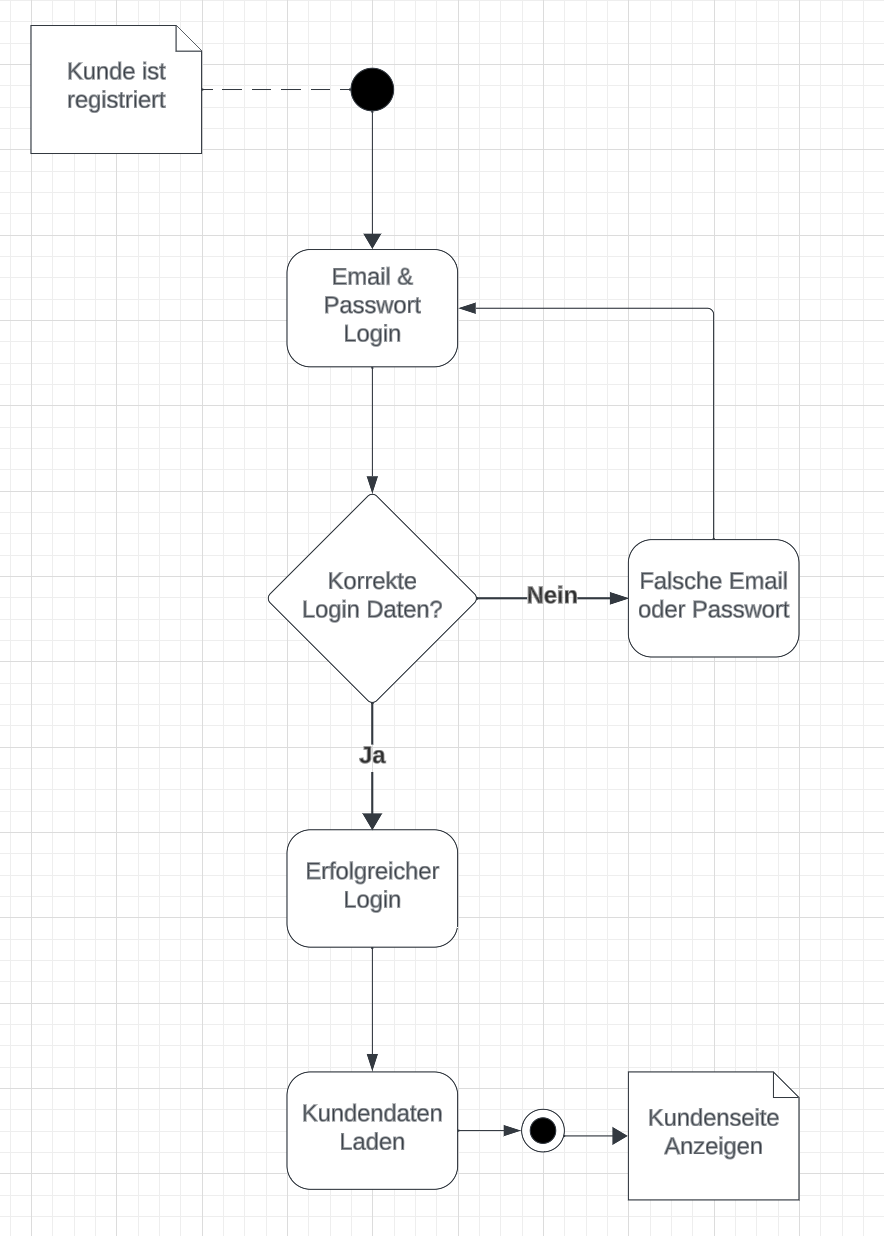 Kunde ist
registriert
Email &
Passwort
Login
Korrekte
Login Daten?
Nein
Falsche Email
oder Passwort
Ja
Erfolgreicher
Login
Kundendaten
Laden
Kundenseite
Anzeigen